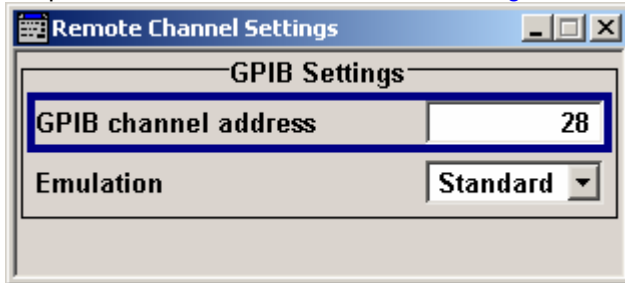 Remote Channel Settings
GPIB Settings
GPIB channel address 28
Emulation Standard